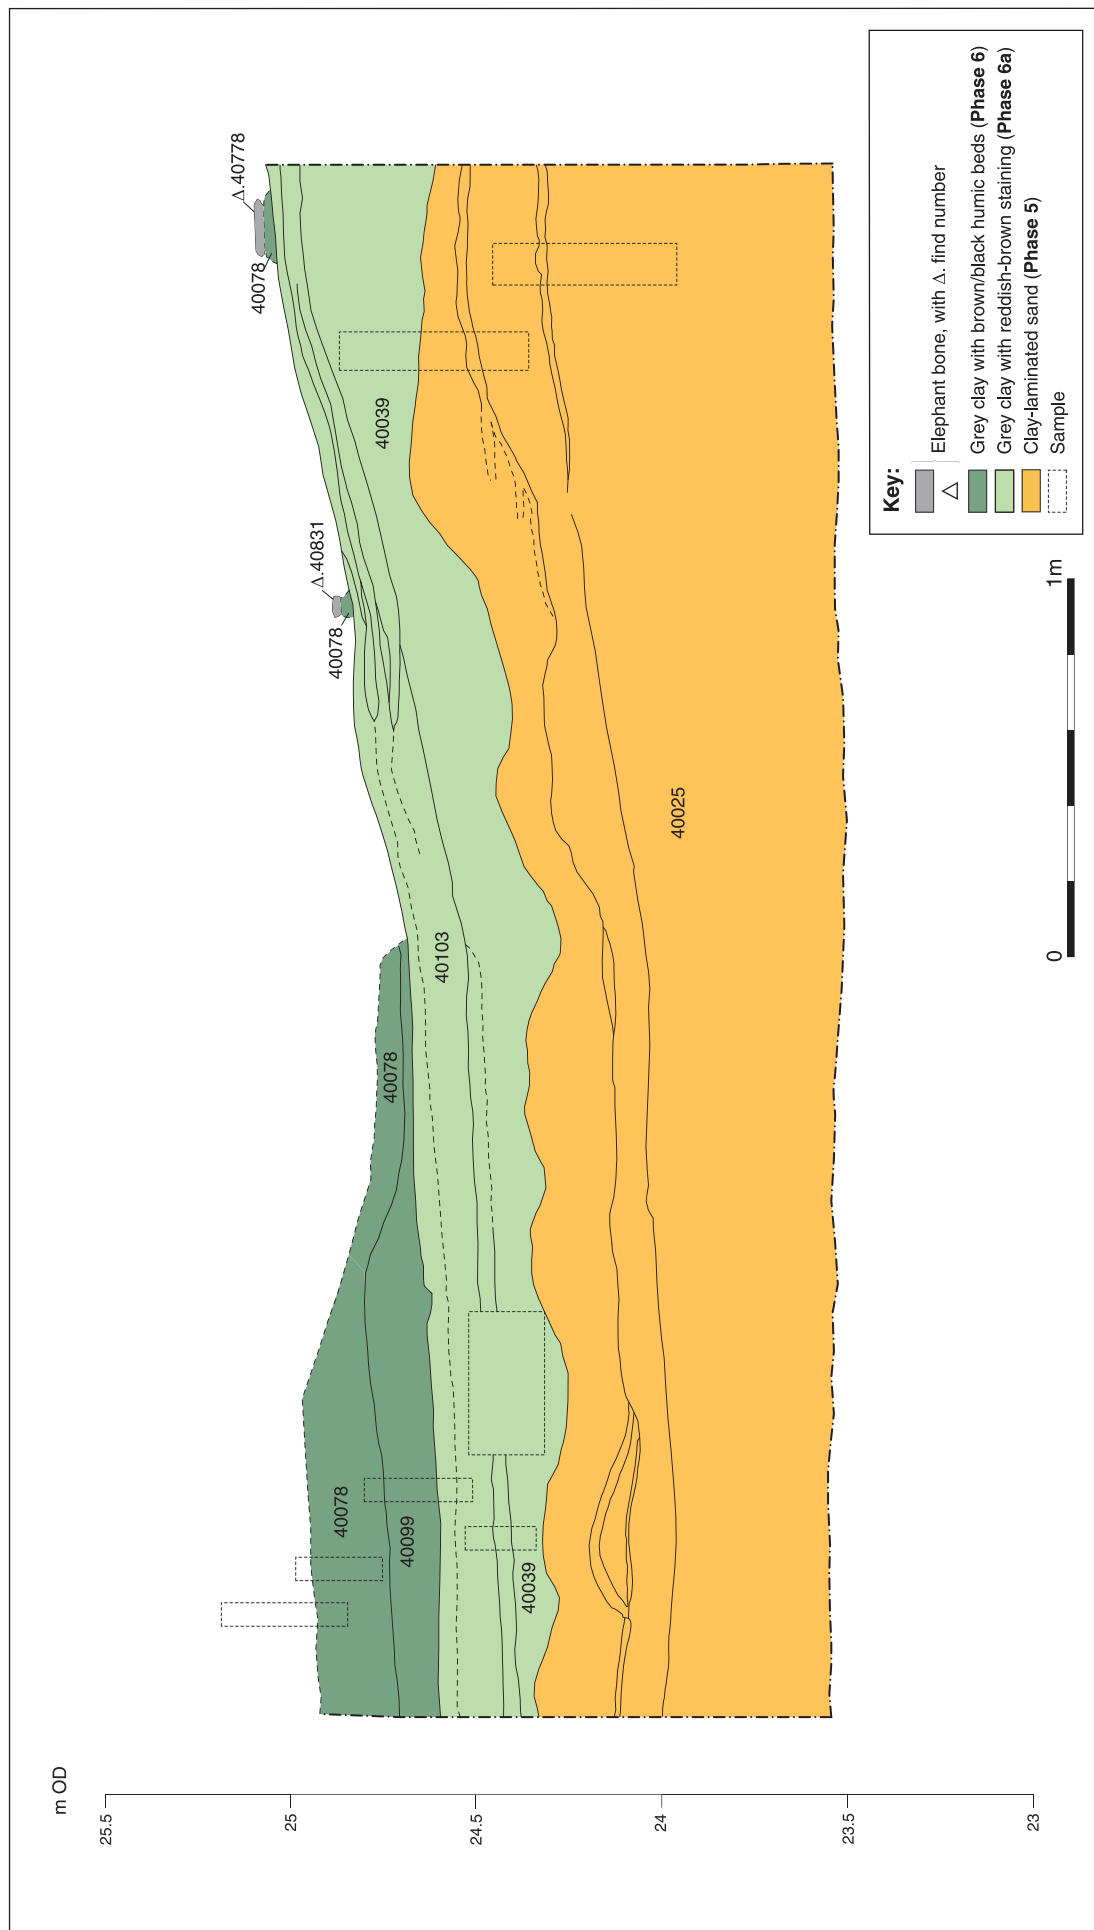 m OD
25.5
25
24.5
24
23.5
23
40078
40099
40039
40078
40103
40078
Δ.40831
40039
40078
Δ.40778
40025
0
1m
Key:
Elephant bone, with Δ. find number
Δ
Grey clay with brown/black humic beds (Phase 6)
Grey clay with reddish-brown staining (Phase 6a)
Clay-laminated sand (Phase 5)
Sample